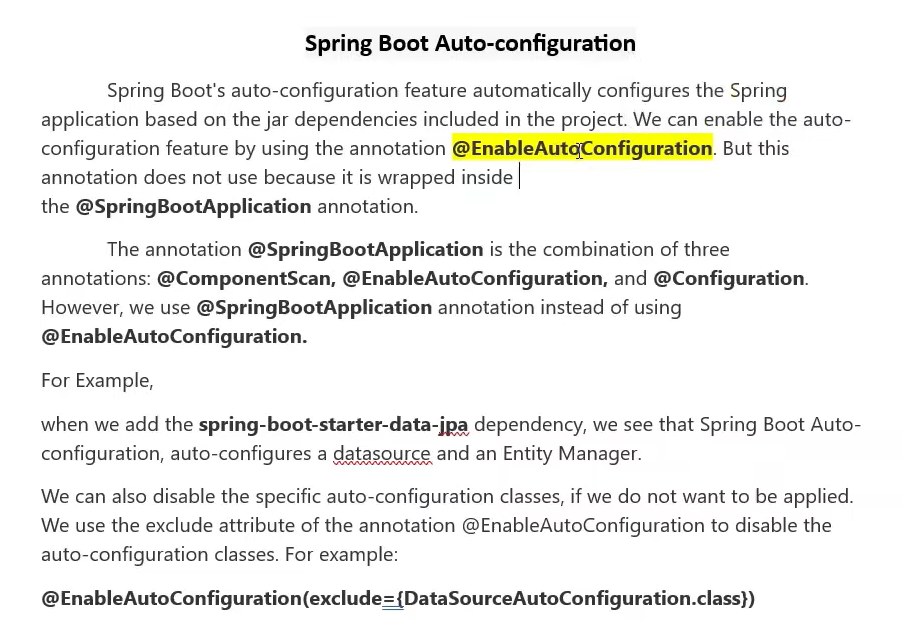 Spring Boot Auto-configuration
Spring Boot's auto-configuration feature automatically configures the Spring
application based on the jar dependencies included in the project. We can enable the auto-
configuration feature by using the annotation @EnableAutoConfiguration. But this
annotation does not use because it is wrapped inside
the @SpringBootApplication annotation.
The annotation @SpringBootApplication is the combination of three
annotations: @ComponentScan, @EnableAutoConfiguration, and @Configuration.
However, we use @SpringBootApplication annotation instead of using
@EnableAutoConfiguration.
For Example,
when we add the spring-boot-starter-data-jpa dependency, we see that Spring Boot Auto-
configuration, auto-configures a datasource and an Entity Manager.
We can also disable the specific auto-configuration classes, if we do not want to be applied.
We use the exclude attribute of the annotation @EnableAutoConfiguration to disable the
auto-configuration classes. For example:
@EnableAutoConfiguration(exclude={DataSourceAutoConfiguration.class})